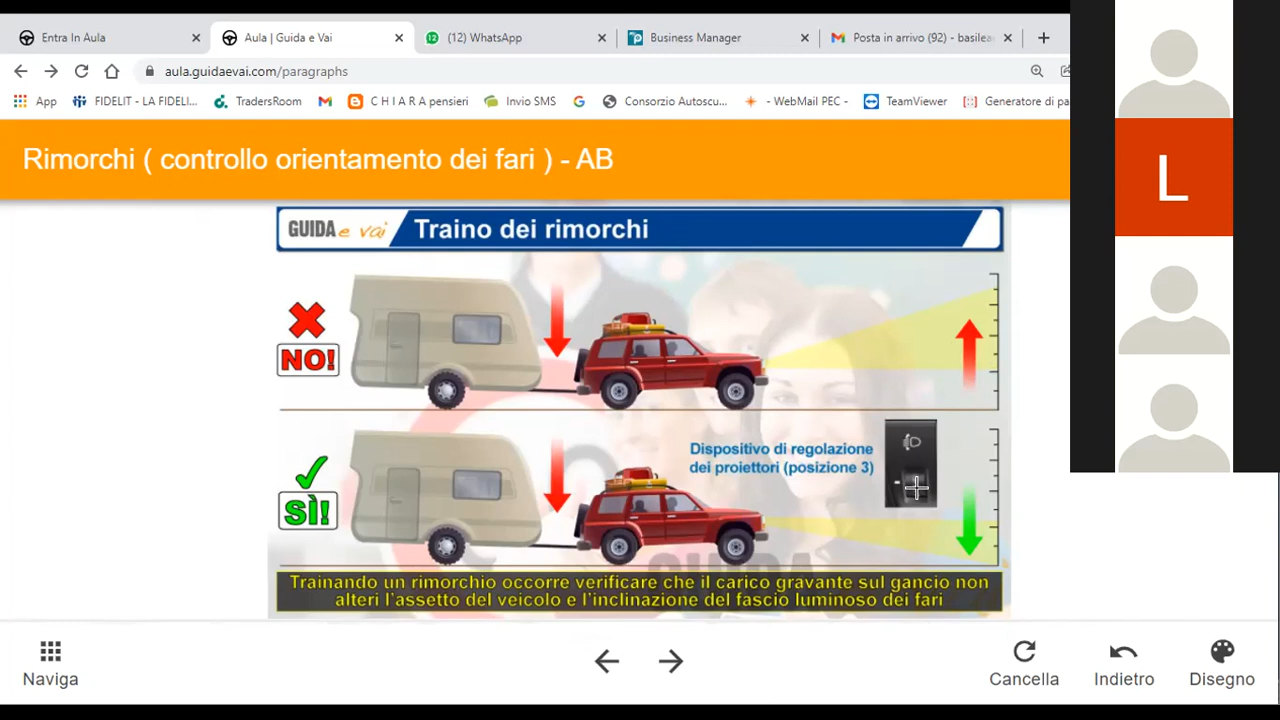 Entra In Aula
Aula | Guida e Vai
(12) WhatsApp
Business Manager
Posta in arrivo (92) - basilea
aula.guidaevai.com/paragraphs
App
FIDELIT - LA FIDELI...
TradersRoom
C H I A R A pensieri
Invio SMS
Consorzio Autoscu...
- WebMail PEC -
TeamViewer
Generatore di pa
Rimorchi ( controllo orientamento dei fari ) - AB
L
GUIDA e vai
Traino dei rimorchi
NO!
Dispositivo di regolazione
dei proiettori (posizione 3)
SÌ!
Trainando un rimorchio occorre verificare che il carico gravante sul gancio non
alteri l'assetto del veicolo e l'inclinazione del fascio luminoso dei fari
Naviga
Cancella
Indietro
Disegno